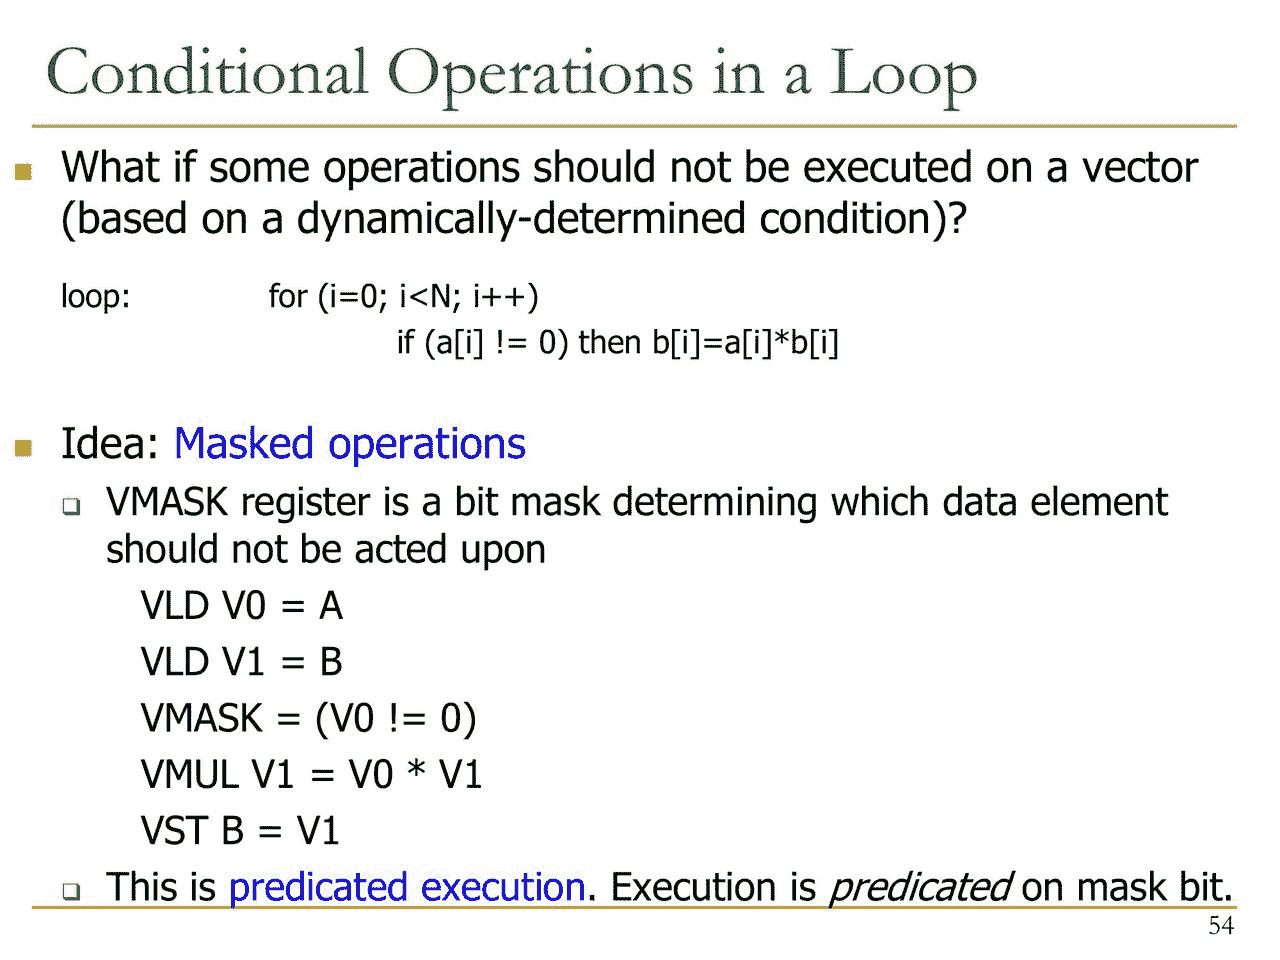 Conditional Operations in a Loop
What if some operations should not be executed on a vector
(based on a dynamically-determined condition)?
loop: for (i=0; i<N; i++)
if (a[i] != 0) then b[i]=a[i]*b[i]
Idea: Masked operations
VMASK register is a bit mask determining which data element
should not be acted upon
VLD V0 = A
VLD V1 = B
VMASK = (V0 != 0)
VMUL V1 = V0 * V1
VST B = V1
This is predicated execution. Execution is predicated on mask bit.
54